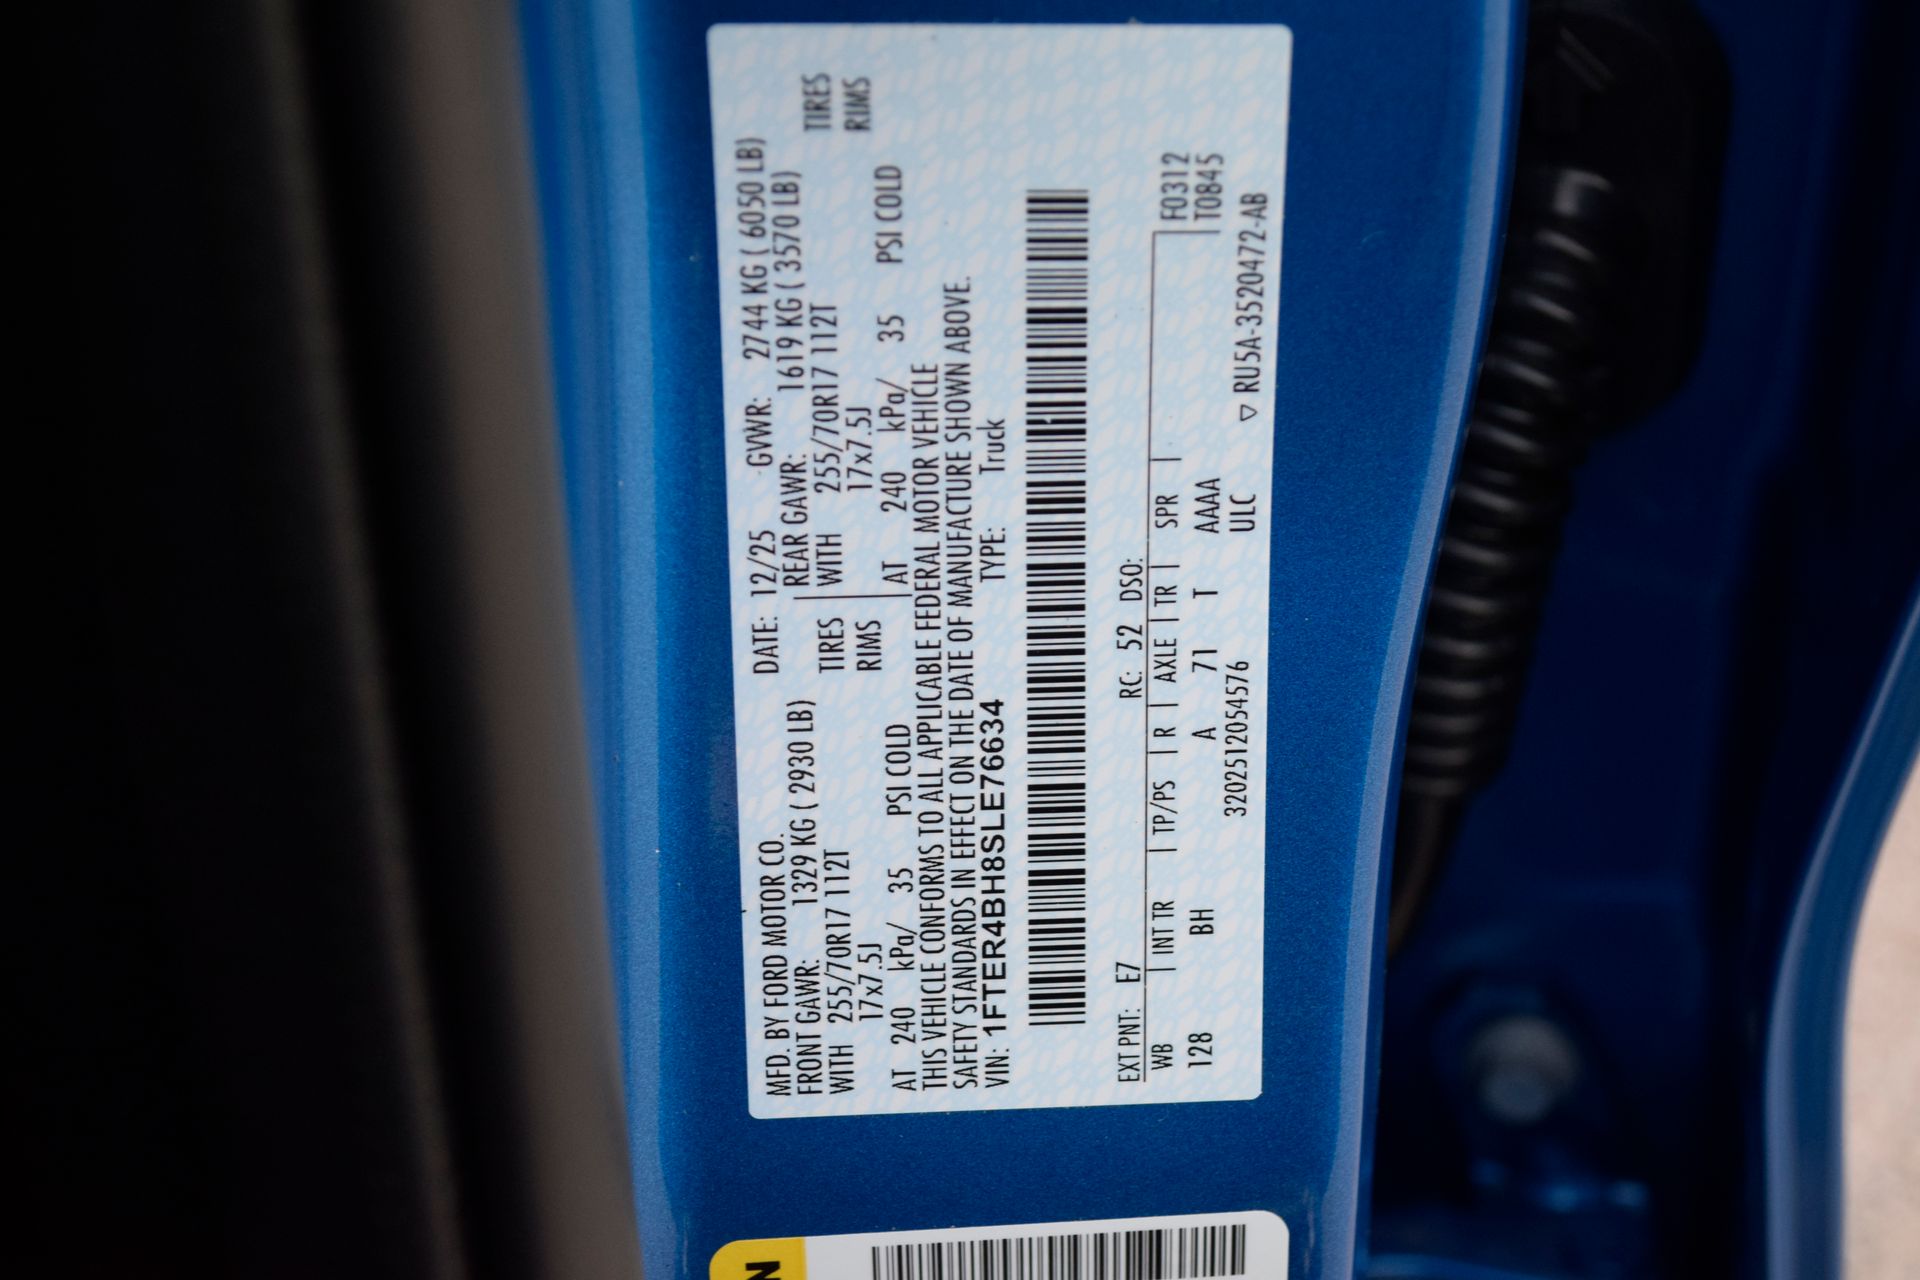 MFD. BY FORD MOTOR CO. DATE: 12/25 GVWR: 2744 KG ( 6050 LB)
FRONT GAWR: 1329 KG ( 2930 LB) REAR GAWR: 1619 KG ( 3570 LB)
WITH 255/70R17 112T TIRES WITH 255/70R17 112T TIRES
17x7.5J RIMS 17x7.5J RIMS
AT 240 kPa/ 35 PSI COLD AT 240 kPa/ 35 PSI COLD
THIS VEHICLE CONFORMS TO ALL APPLICABLE FEDERAL MOTOR VEHICLE
SAFETY STANDARDS IN EFFECT ON THE DATE OF MANUFACTURE SHOWN ABOVE.
VIN: 1FTER4BH8SLE76634 TYPE: Truck
EXT PNT: E7 RC: 52 DSO:
WB | INT TR | TP/PS | R | AXLE | TR | SPR F0312
128 BH A 71 T AAAA T0845
3202512054576 ULC ▽ RU5A-3520472-AB
N